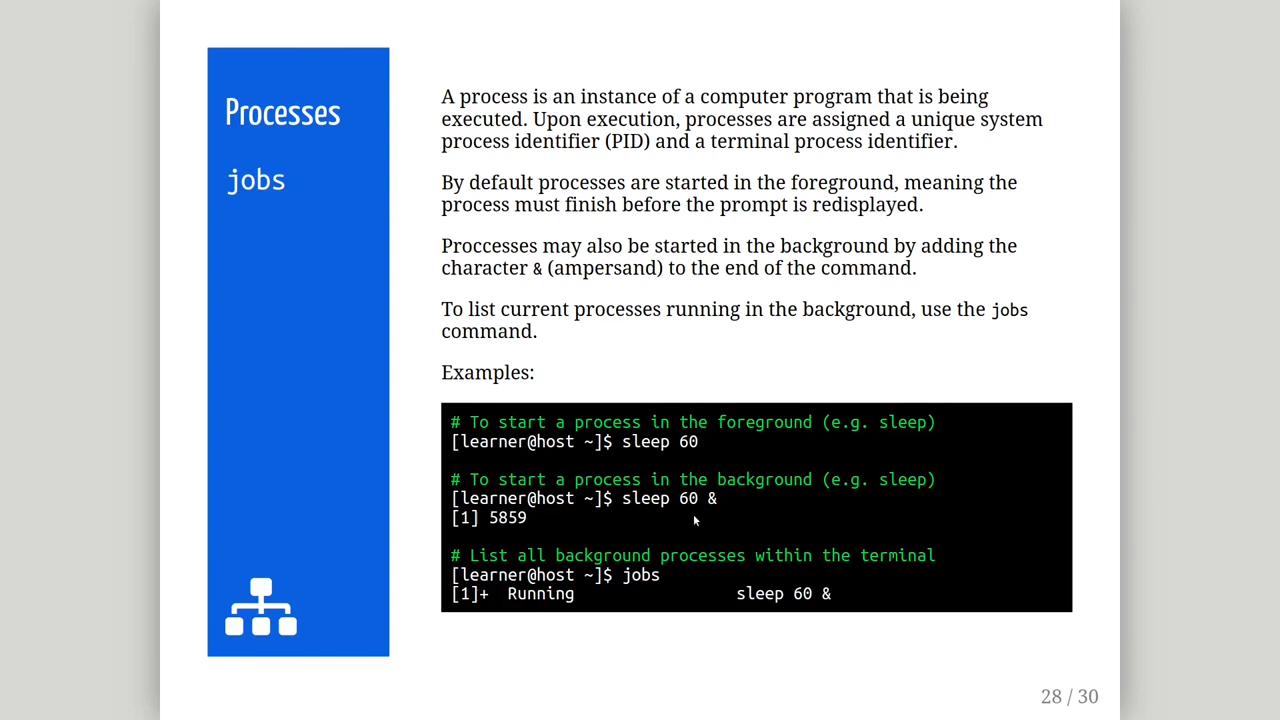 Processes
jobs
A process is an instance of a computer program that is being
executed. Upon execution, processes are assigned a unique system
process identifier (PID) and a terminal process identifier.
By default processes are started in the foreground, meaning the
process must finish before the prompt is redisplayed.
Proccesses may also be started in the background by adding the
character & (ampersand) to the end of the command.
To list current processes running in the background, use the jobs
command.
Examples:
# To start a process in the foreground (e.g. sleep)
[learner@host ~]$ sleep 60
# To start a process in the background (e.g. sleep)
[learner@host ~]$ sleep 60 &
[1] 5859
# List all background processes within the terminal
[learner@host ~]$ jobs
[1]+  Running                 sleep 60 &
28 / 30